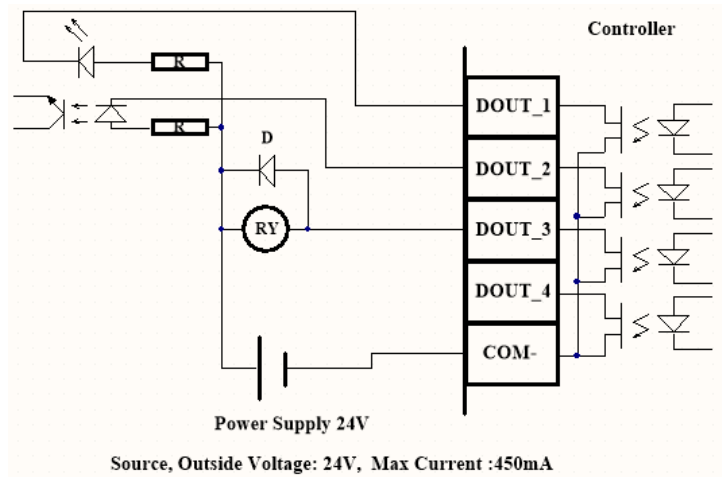 Controller
R
R
D
RY
DOUT_1
DOUT_2
DOUT_3
DOUT_4
COM-
Power Supply 24V
Source, Outside Voltage: 24V, Max Current :450mA